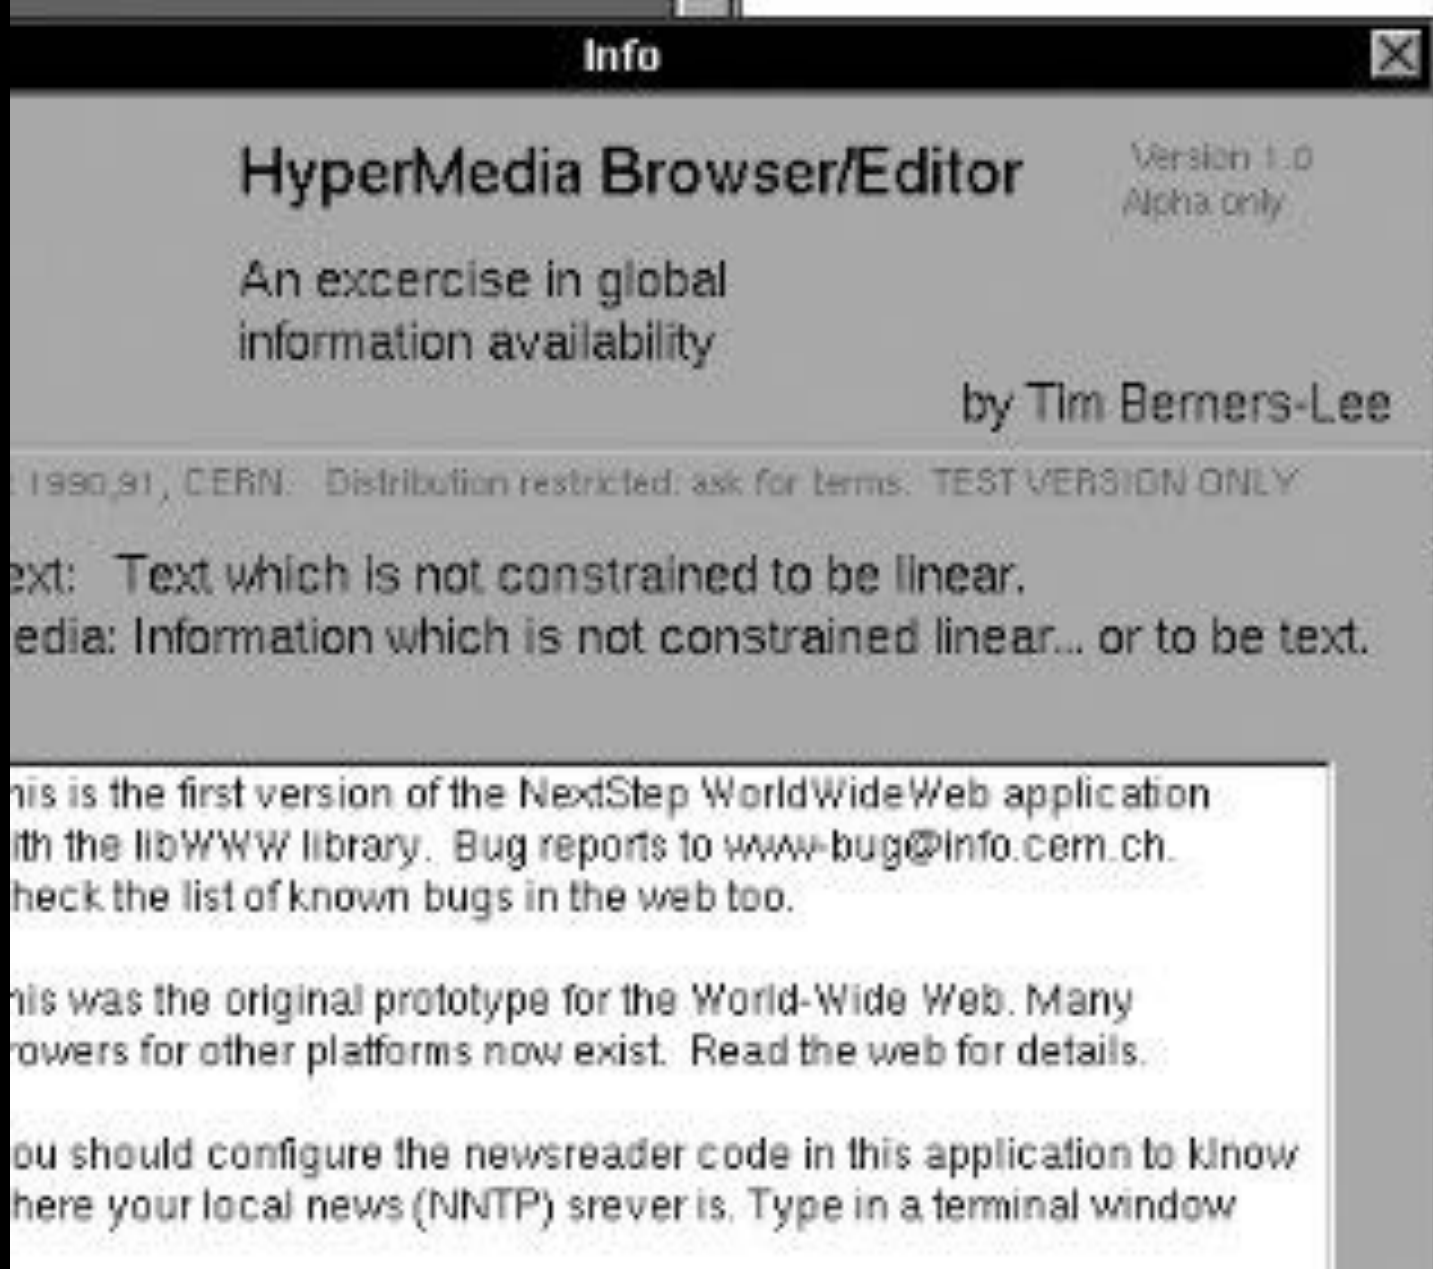 Info
HyperMedia Browser/Editor
Version 1.0
Alpha only
An excercise in global
information availability
by Tim Berners-Lee
1990,91, CERN. Distribution restricted: ask for terms. TEST VERSION ONLY
ext: Text which is not constrained to be linear.
edia: Information which is not constrained linear... or to be text.
his is the first version of the NextStep WorldWideWeb application
ith the libWWW library. Bug reports to www-bug@info.cern.ch.
heck the list of known bugs in the web too.
his was the original prototype for the World-Wide Web. Many
rowers for other platforms now exist. Read the web for details.
ou should configure the newsreader code in this application to kInow
here your local news (NNTP) srever is. Type in a terminal window